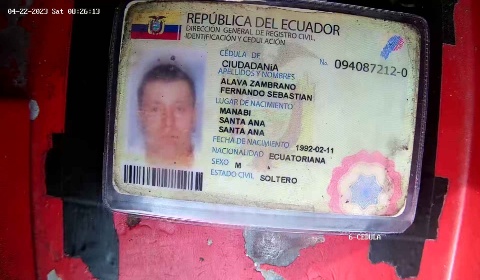 04-22-2023 Sat 08:26:13
REPÚBLICA DEL ECUADOR
DIRECCIÓN GENERAL DE REGISTRO CIVIL,
IDENTIFICACIÓN Y CEDULACIÓN
CÉDULA DE No. 094087212-0
CIUDADANíA
APELLIDOS Y NOMBRES
ALAVA ZAMBRANO
FERNANDO SEBASTIAN
LUGAR DE NACIMIENTO
MANABI
SANTA ANA
SANTA ANA
FECHA DE NACIMIENTO 1992-02-11
NACIONALIDAD ECUATORIANA
SEXO M
ESTADO CIVIL SOLTERO
6-CEDULA